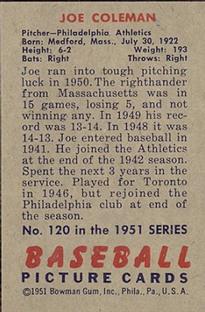 JOE COLEMAN
Pitcher—Philadelphia Athletics
Born: Medford, Mass., July 30, 1922
Height: 6-2 Weight: 193
Bats: Right Throws: Right
Joe ran into tough pitching
luck in 1950. The righthander
from Massachusetts was in
15 games, losing 5, and not
winning any. In 1949 his
record was 13-14. In 1948 it was
14-13. Joe entered baseball in
1941. He joined the Athletics
at the end of the 1942 season.
Spent the next 3 years in the
service. Played for Toronto
in 1946, but rejoined the
Philadelphia club at end of
the season.
No. 120 in the 1951 SERIES
BASEBALL
PICTURE CARDS
©1951 Bowman Gum, Inc., Phila., Pa., U. S. A.